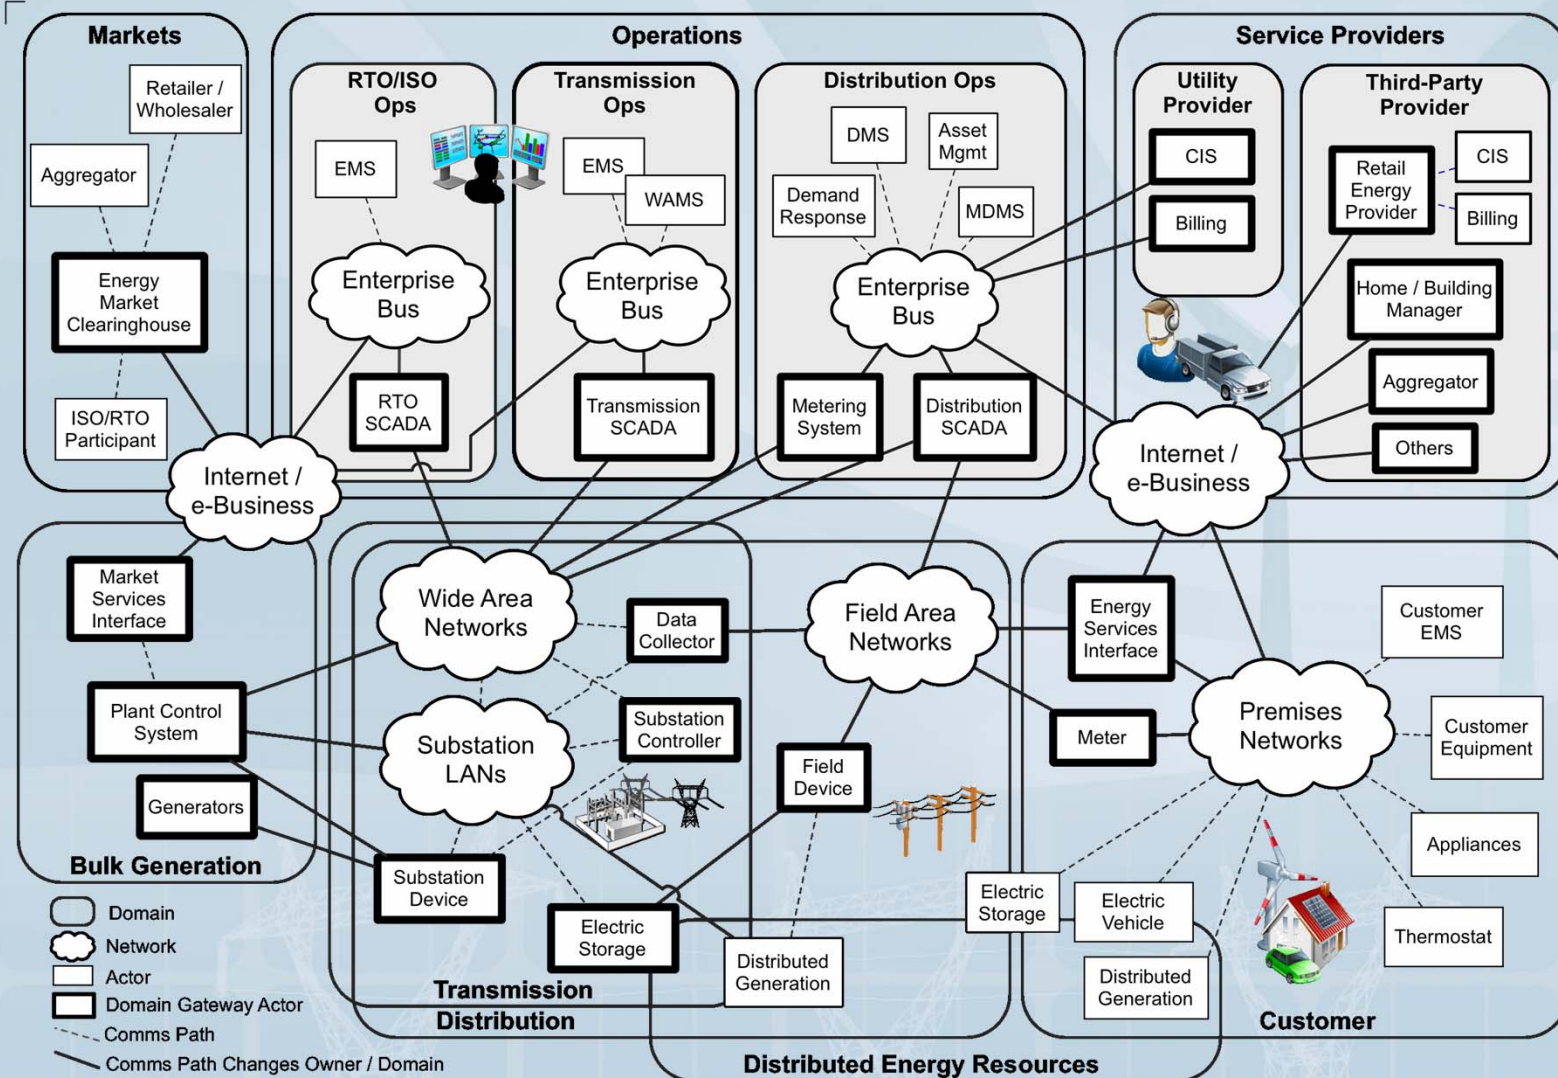 Markets
Retailer /
Wholesaler
Aggregator
Energy
Market
Clearinghouse
ISO/RTO
Participant
Internet /
e-Business
Operations
RTO/ISO
Ops
EMS
Enterprise
Bus
RTO
SCADA
Transmission
Ops
EMS
WAMS
Enterprise
Bus
Transmission
SCADA
Distribution Ops
DMS
Asset
Mgmt
Demand
Response
MDMS
Enterprise
Bus
Metering
System
Distribution
SCADA
Service Providers
Utility
Provider
CIS
Billing
Third-Party
Provider
Retail
Energy
Provider
CIS
Billing
Home / Building
Manager
Aggregator
Others
Internet /
e-Business
Market
Services
Interface
Plant Control
System
Generators
Bulk Generation
Wide Area
Networks
Data
Collector
Substation
LANs
Substation
Controller
Substation
Device
Electric
Storage
Distributed
Generation
Transmission
Distribution
Field Area
Networks
Field
Device
Energy
Services
Interface
Meter
Premises
Networks
Customer
EMS
Customer
Equipment
Appliances
Thermostat
Electric
Storage
Electric
Vehicle
Distributed
Generation
Customer
Distributed Energy Resources
Domain
Network
Actor
Domain Gateway Actor
Comms Path
Comms Path Changes Owner / Domain